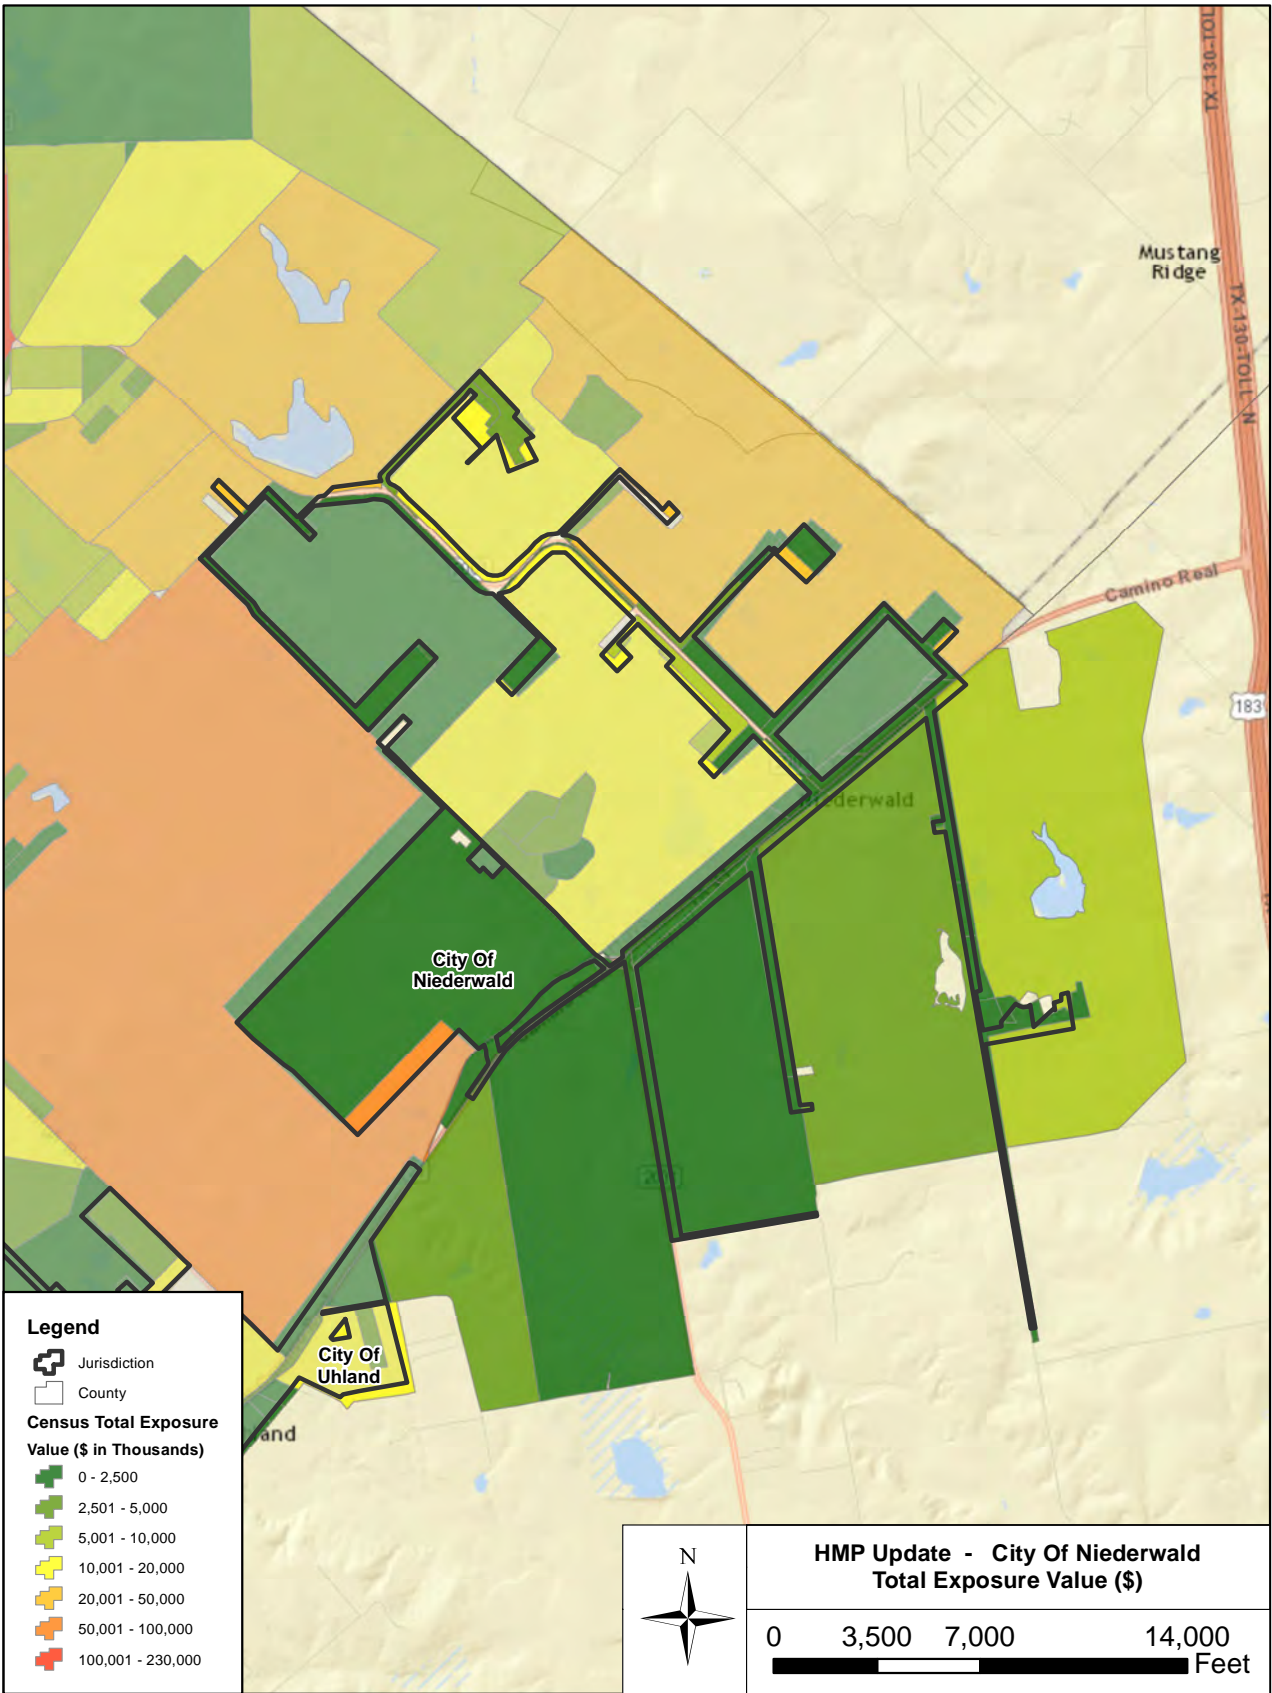 TX-130-TOL
Mustang
Ridge
TX-130-TOLL N
Camino Real
183
Niederwald
City Of
Niederwald
City Of
Uhland
and
Legend
Jurisdiction
County
Census Total Exposure
Value ($ in Thousands)
0 - 2,500
2,501 - 5,000
5,001 - 10,000
10,001 - 20,000
20,001 - 50,000
50,001 - 100,000
100,001 - 230,000
N
HMP Update - City Of Niederwald
Total Exposure Value ($)
0 3,500 7,000 14,000
Feet